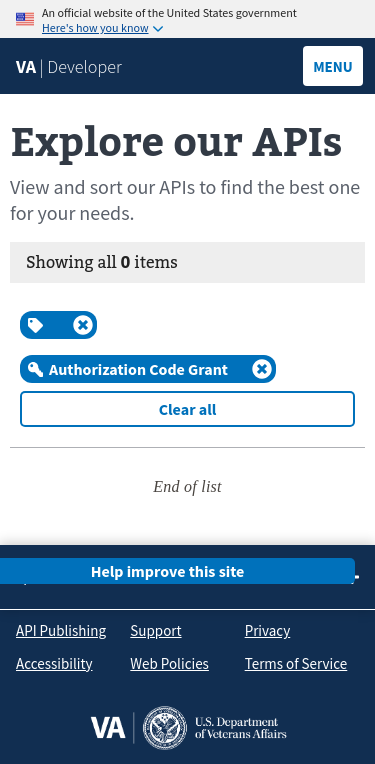 An official website of the United States government
Here's how you know
VA | Developer
MENU
Explore our APIs
View and sort our APIs to find the best one
for your needs.
Showing all 0 items
Authorization Code Grant
Clear all
End of list
Help improve this site
API Publishing Support Privacy
Accessibility Web Policies Terms of Service
VA
U.S. Department
of Veterans Affairs